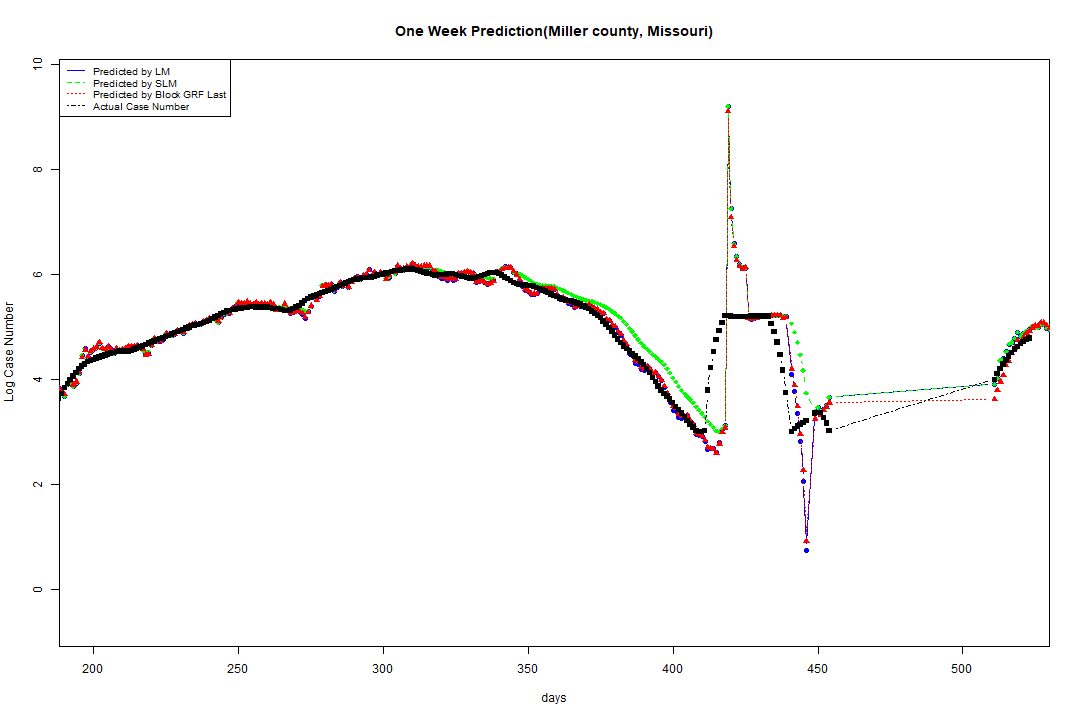 One Week Prediction(Miller county, Missouri)
Predicted by LM
Predicted by SLM
Predicted by Block GRF Last
Actual Case Number
10
8
6
4
2
0
Log Case Number
200 250 300 350 400 450 500
days